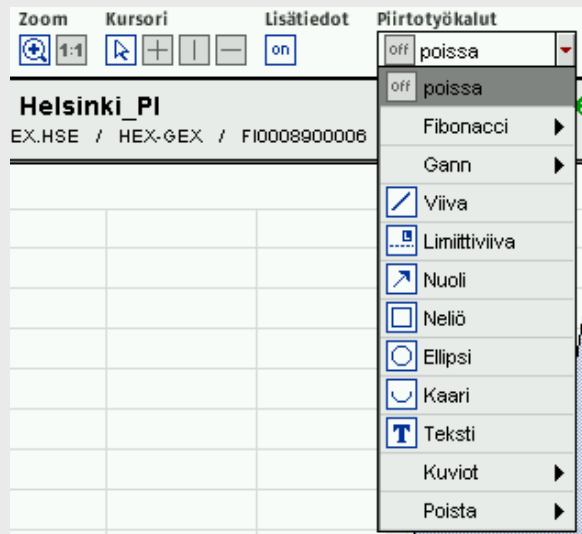 Zoom Kursori Lisätiedot Piirtotyökalut
1:1 on off poissa
off poissa
Helsinki_PI
EX.HSE / HEX-GEX / FI0008900006
Fibonacci
Gann
Viiva
L Limiittiviiva
Nuoli
Neliö
Ellipsi
Kaari
T Teksti
Kuviot
Poista